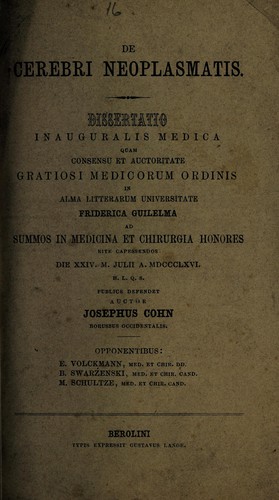 16
DE
CEREBRI NEOPLASMATIS.
DISSERTATIO
INAUGURALIS MEDICA
QUAM
CONSENSU ET AUCTORITATE
GRATIOSI MEDICORUM ORDINIS
IN
ALMA LITTERARUM UNIVERSITATE
FRIDERICA GUILELMA
AD
SUMMOS IN MEDICINA ET CHIRURGIA HONORES
RITE CAPESSENDOS
DIE XXIV. M. JULII A. MDCCCLXVI.
H. L. Q. S.
PUBLICE DEFENDET
AUCTOR
JOSEPHUS COHN
BORUSSUS OCCIDENTALIS.
OPPONENTIBUS:
E. VOLCKMANN, MED. ET CHIR. DD.
B. SWARZENSKI, MED. ET CHIR. CAND.
M. SCHULTZE, MED. ET CHIR. CAND.
BEROLINI
TYPIS EXPRESSIT GUSTAVUS LANGE.